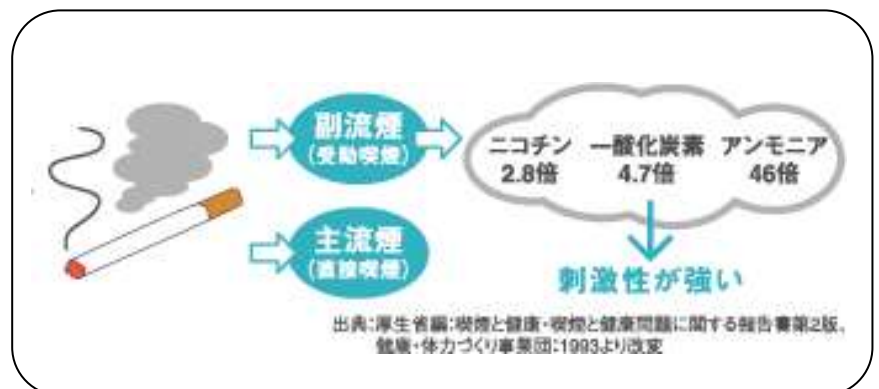 副流煙
(受動喫煙)
ニコチン 一酸化炭素 アンモニア
2.8倍 4.7倍 46倍
主流煙
(直接喫煙)
刺激性が強い
出典:厚生省編:喫煙と健康・喫煙と健康問題に関する報告書第2版、
健康・体力づくり事業団:1993より改変